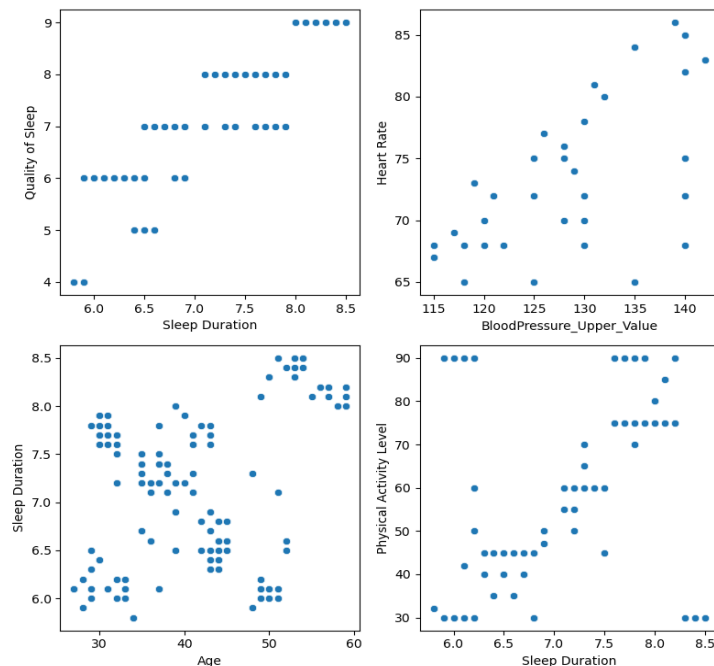 9
8
7
6
5
4
Quality of Sleep
6.0 6.5 7.0 7.5 8.0 8.5
Sleep Duration
85
80
75
70
65
Heart Rate
115 120 125 130 135 140
BloodPressure_Upper_Value
8.5
8.0
7.5
7.0
6.5
6.0
Sleep Duration
30 40 50 60
Age
90
80
70
60
50
40
30
Physical Activity Level
6.0 6.5 7.0 7.5 8.0 8.5
Sleep Duration